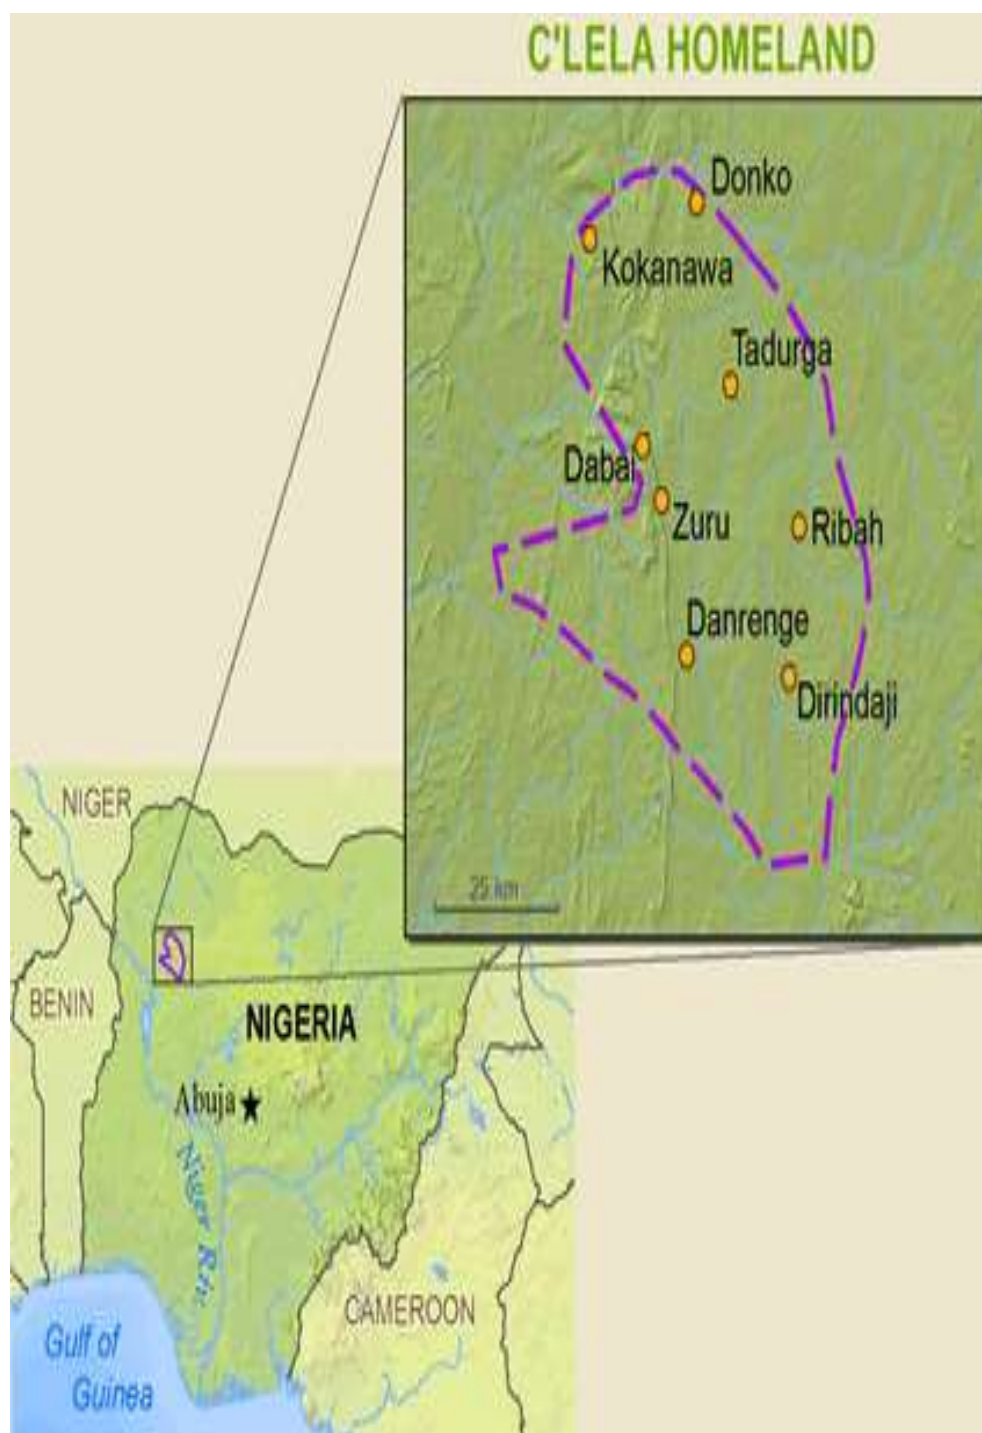 C'LELA HOMELAND
Donko
Kokanawa
Tadurga
Dabai
Zuru
Ribah
Danrenge
Dirindaji
25 km
NIGER
BENIN
NIGERIA
Abuja
Niger Riv
CAMEROON
Gulf of
Guinea